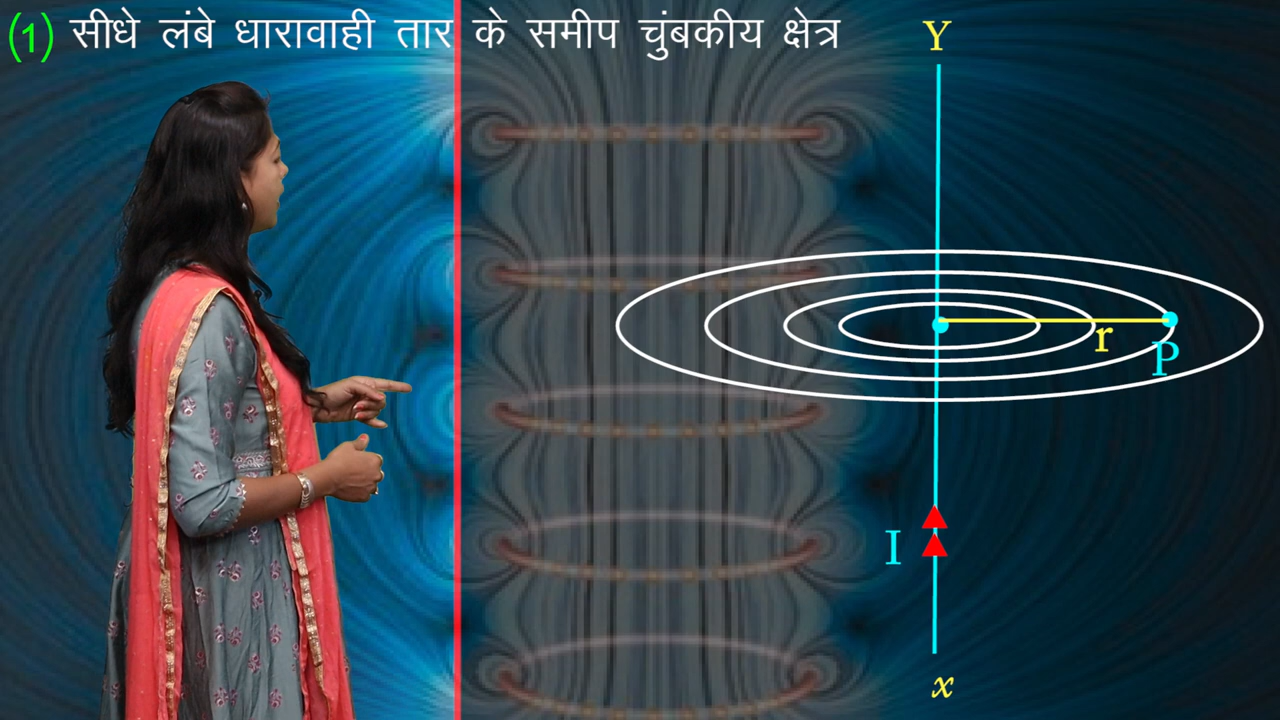 (1) सीधे लंबे धारावाही तार के समीप चुंबकीय क्षेत्र
Y
r
P
I
x